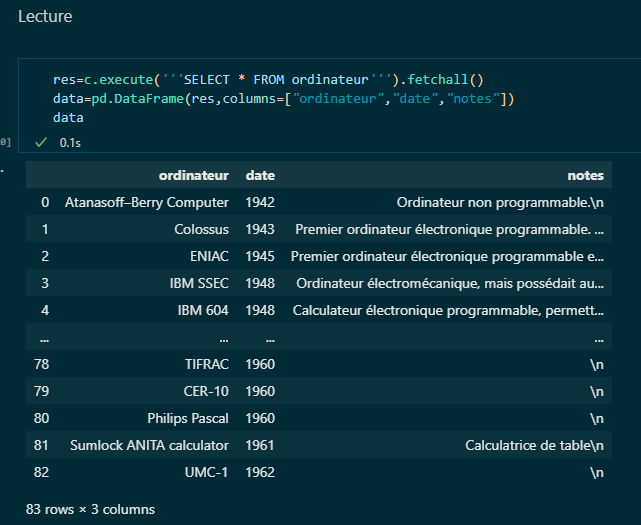 Lecture
res=c.execute('''SELECT * FROM ordinateur''').fetchall()
data=pd.DataFrame(res,columns=["ordinateur","date","notes"])
data
0] ✓ 0.1s
ordinateur date notes
0 Atanasoff–Berry Computer 1942 Ordinateur non programmable.\n
1 Colossus 1943 Premier ordinateur électronique programmable. ...
2 ENIAC 1945 Premier ordinateur électronique programmable e...
3 IBM SSEC 1948 Ordinateur électromécanique, mais possédait au...
4 IBM 604 1948 Calculateur électronique programmable, permett...
... ... ... ...
78 TIFRAC 1960 \n
79 CER-10 1960 \n
80 Philips Pascal 1960 \n
81 Sumlock ANITA calculator 1961 Calculatrice de table\n
82 UMC-1 1962 \n
83 rows × 3 columns